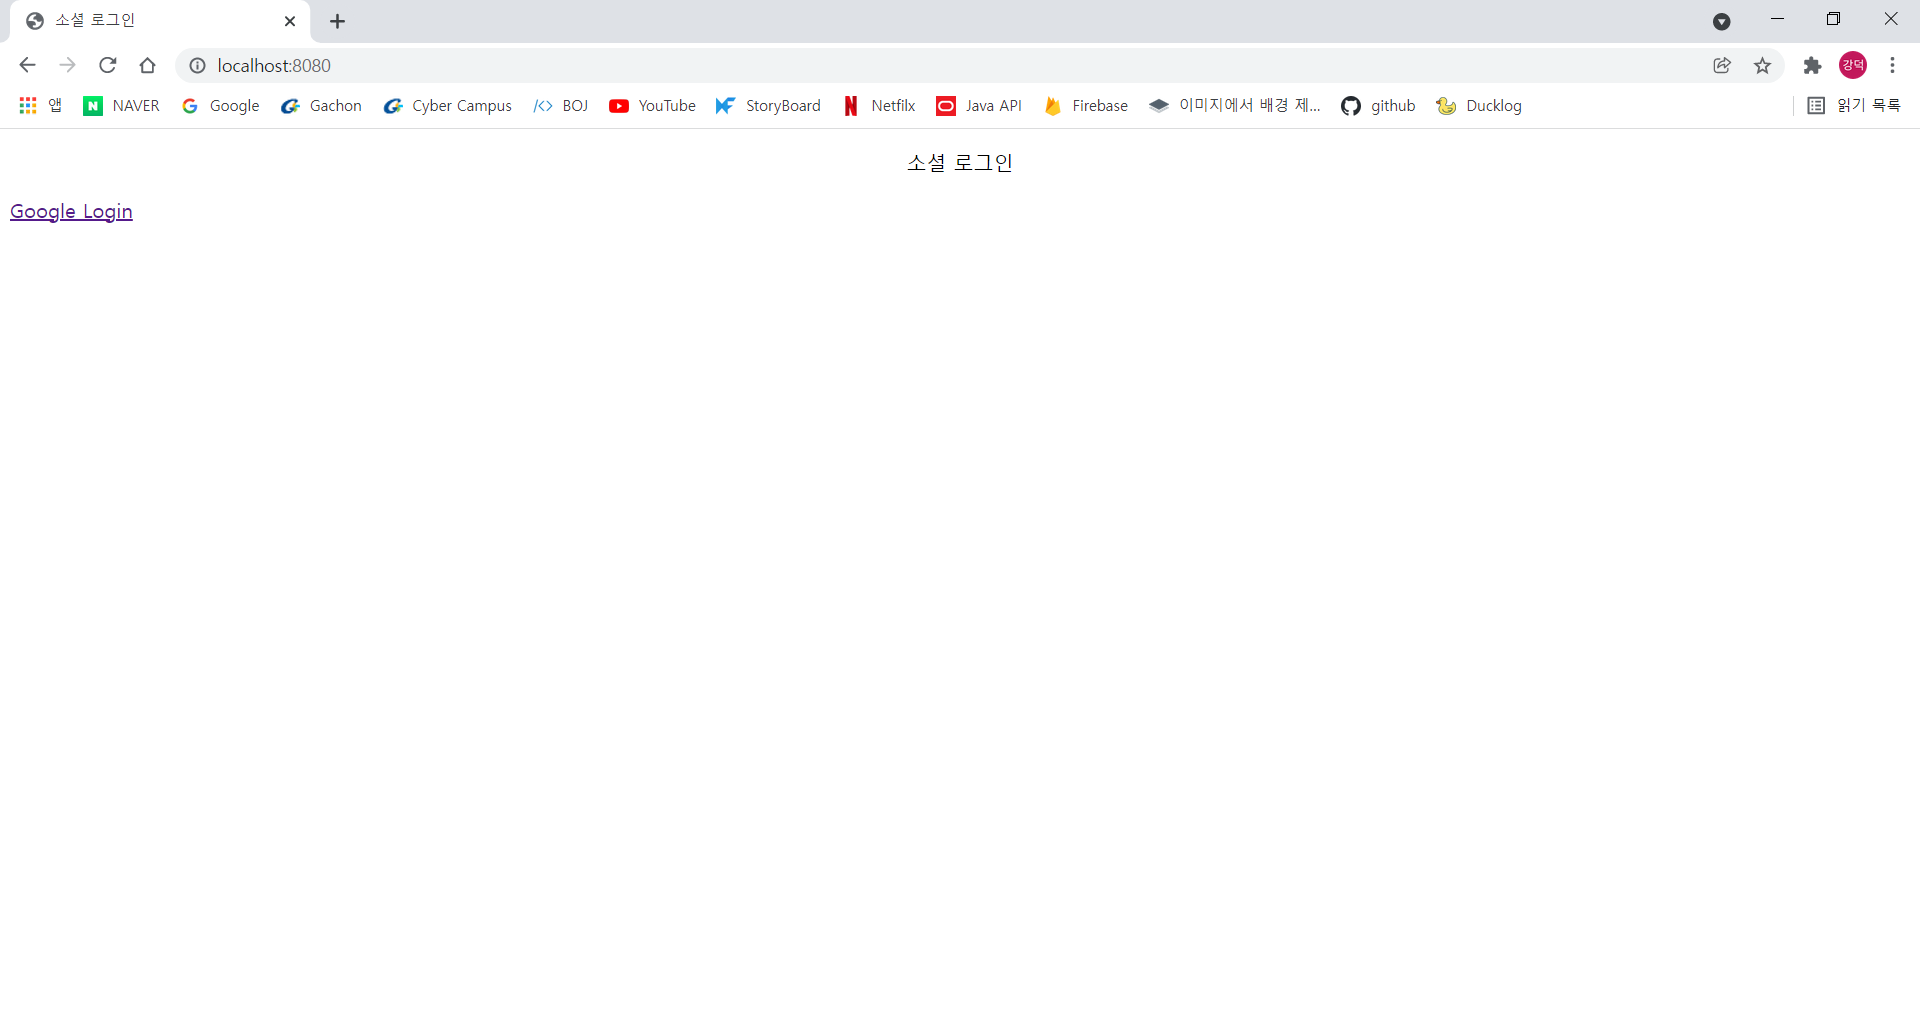 소셜 로그인
localhost:8080
강덕
앱 NAVER Google Gachon Cyber Campus BOJ YouTube StoryBoard Netfilx Java API Firebase 이미지에서 배경 제... github Ducklog 읽기 목록
소셜 로그인
Google Login